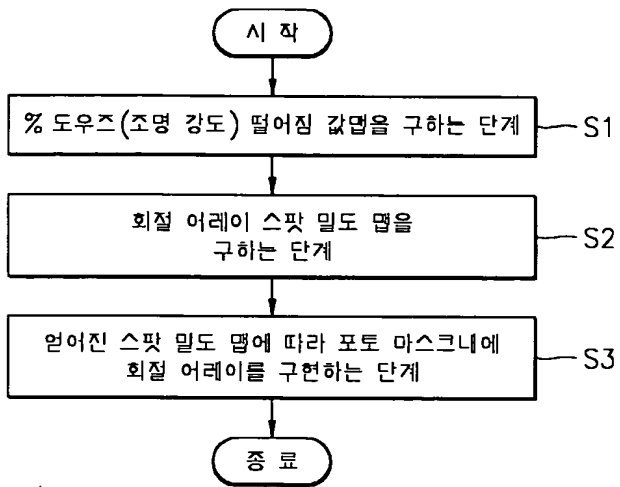 시 작
% 도우즈(조명 강도) 떨어짐 값맵을 구하는 단계
S1
회절 어레이 스팟 밀도 맵을
구하는 단계
S2
얻어진 스팟 밀도 맵에 따라 포토 마스크내에
회절 어레이를 구현하는 단계
S3
종 료